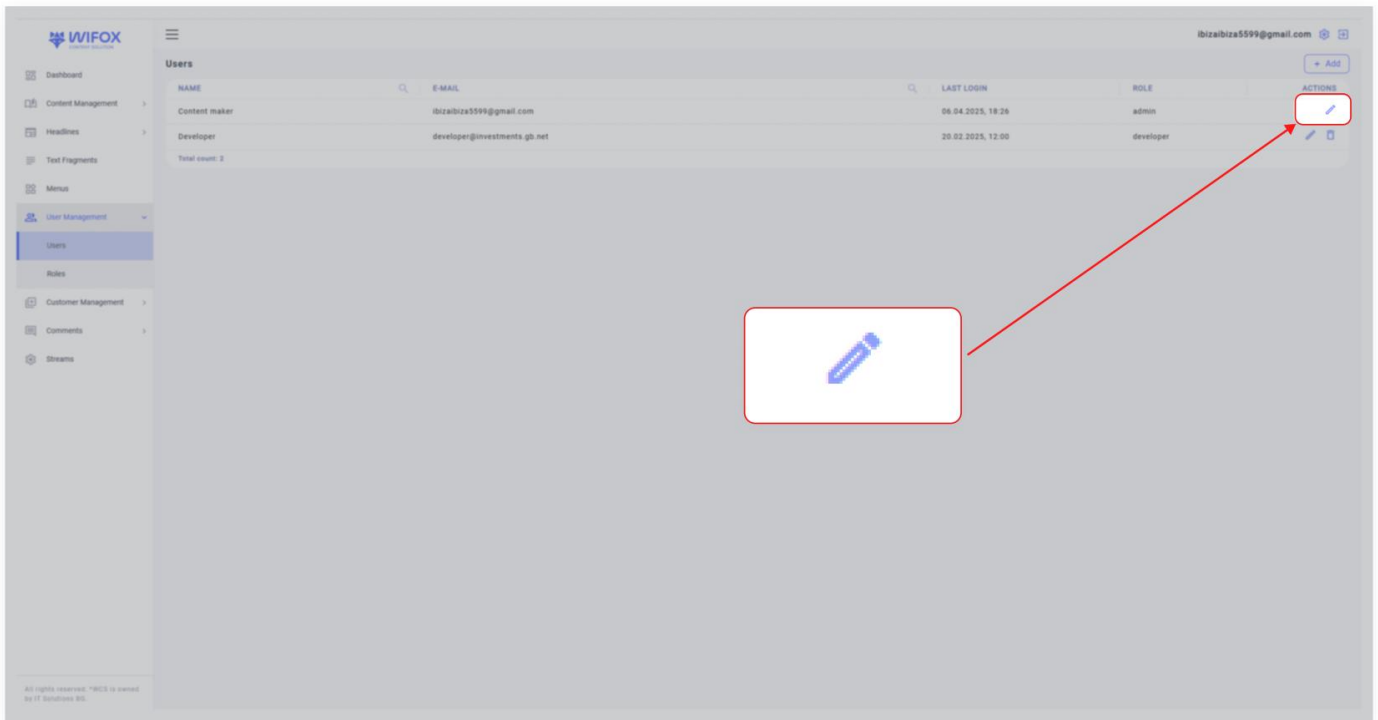 WIFOX
ibizaibiza5599@gmail.com
Dashboard
Content Management
Headlines
Text Fragments
Menus
User Management
Users
Roles
Customer Management
Comments
Streams
Users
+ Add
NAME E-MAIL LAST LOGIN ROLE ACTIONS
Content maker ibizaibiza5599@gmail.com 06.04.2025, 18:26 admin
Developer developer@investments.gb.net 20.02.2025, 12:00 developer
Total count: 2
All rights reserved, *WCS is owned
by IT Solutions BG.